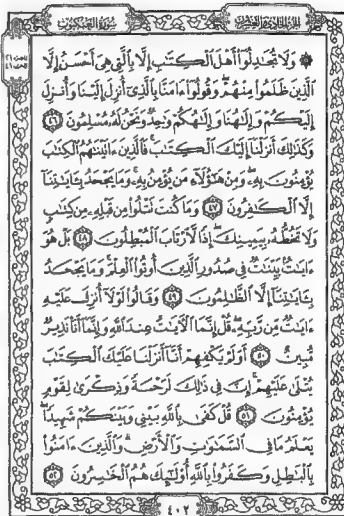 الجزء الحادي والعشرون سورة العنكبوت
۞ وَلَا تُجَٰدِلُوٓا۟ أَهْلَ ٱلْكِتَٰبِ إِلَّا بِٱلَّتِى هِىَ أَحْسَنُ إِلَّا
ٱلَّذِينَ ظَلَمُوا۟ مِنْهُمْ ۖ وَقُولُوٓا۟ ءَامَنَّا بِٱلَّذِىٓ أُنزِلَ إِلَيْنَا وَأُنزِلَ
إِلَيْكُمْ وَإِلَٰهُنَا وَإِلَٰهُكُمْ وَٰحِدٌ وَنَحْنُ لَهُۥ مُسْلِمُونَ ٤٦
وَكَذَٰلِكَ أَنزَلْنَآ إِلَيْكَ ٱلْكِتَٰبَ ۚ فَٱلَّذِينَ ءَاتَيْنَٰهُمُ ٱلْكِتَٰبَ
يُؤْمِنُونَ بِهِۦ ۖ وَمِنْ هَٰٓؤُلَآءِ مَن يُؤْمِنُ بِهِۦ ۚ وَمَا يَجْحَدُ بِـَٔايَٰتِنَآ
إِلَّا ٱلْكَٰفِرُونَ ٤٧ وَمَا كُنتَ تَتْلُوا۟ مِن قَبْلِهِۦ مِن كِتَٰبٍ
وَلَا تَخُطُّهُۥ بِيَمِينِكَ ۖ إِذًا لَّٱرْتَابَ ٱلْمُبْطِلُونَ ٤٨ بَلْ هُوَ
ءَايَٰتٌۢ بَيِّنَٰتٌ فِى صُدُورِ ٱلَّذِينَ أُوتُوا۟ ٱلْعِلْمَ ۚ وَمَا يَجْحَدُ
بِـَٔايَٰتِنَآ إِلَّا ٱلظَّٰلِمُونَ ٤٩ وَقَالُوا۟ لَوْلَآ أُنزِلَ عَلَيْهِ
ءَايَٰتٌ مِّن رَّبِّهِۦ ۖ قُلْ إِنَّمَا ٱلْءَايَٰتُ عِندَ ٱللَّهِ وَإِنَّمَآ أَنَا۠ نَذِيرٌ
مُّبِينٌ ٥٠ أَوَلَمْ يَكْفِهِمْ أَنَّآ أَنزَلْنَا عَلَيْكَ ٱلْكِتَٰبَ
يُتْلَىٰ عَلَيْهِمْ ۚ إِنَّ فِى ذَٰلِكَ لَرَحْمَةً وَذِكْرَىٰ لِقَوْمٍ
يُؤْمِنُونَ ٥١ قُلْ كَفَىٰ بِٱللَّهِ بَيْنِى وَبَيْنَكُمْ شَهِيدًا ۖ
يَعْلَمُ مَا فِى ٱلسَّمَٰوَٰتِ وَٱلْأَرْضِ ۗ وَٱلَّذِينَ ءَامَنُوا۟
بِٱلْبَٰطِلِ وَكَفَرُوا۟ بِٱللَّهِ أُو۟لَٰٓئِكَ هُمُ ٱلْخَٰسِرُونَ ٥٢
٤٠٢